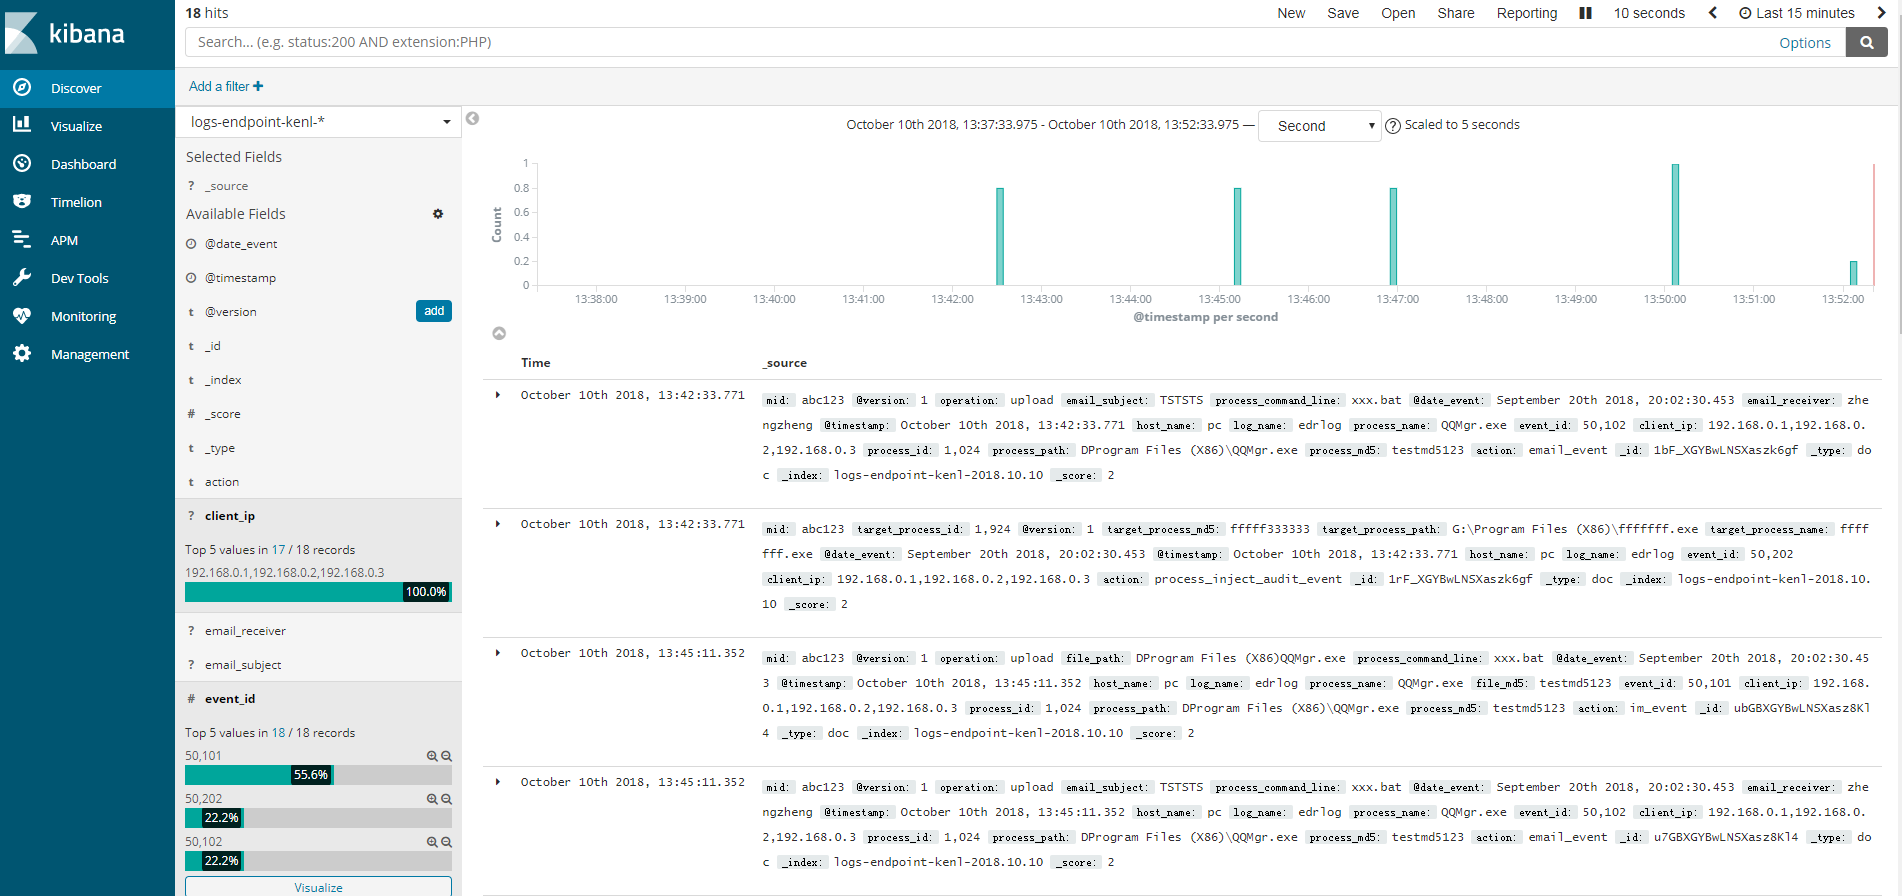 kibana
Discover
Visualize
Dashboard
Timelion
APM
Dev Tools
Monitoring
Management
18 hits
New Save Open Share Reporting 10 seconds Last 15 minutes
Search... (e.g. status:200 AND extension:PHP)
Options
Add a filter
logs-endpoint-kenl-*
Selected Fields
? _source
Available Fields
@date_event
@timestamp
t @version add
t _id
t _index
# _score
t _type
t action
? client_ip
Top 5 values in 17 / 18 records
192.168.0.1,192.168.0.2,192.168.0.3
100.0%
? email_receiver
? email_subject
# event_id
Top 5 values in 18 / 18 records
50,101
55.6%
50,202
22.2%
50,102
22.2%
Visualize
October 10th 2018, 13:37:33.975 - October 10th 2018, 13:52:33.975 — Second Scaled to 5 seconds
Count
1
0.8
0.6
0.4
0.2
0
13:38:00 13:39:00 13:40:00 13:41:00 13:42:00 13:43:00 13:44:00 13:45:00 13:46:00 13:47:00 13:48:00 13:49:00 13:50:00 13:51:00 13:52:00
@timestamp per second
Time _source
October 10th 2018, 13:42:33.771 mid: abc123 @version: 1 operation: upload email_subject: TSTSTS process_command_line: xxx.bat @date_event: September 20th 2018, 20:02:30.453 email_receiver: zhe
ngzheng @timestamp: October 10th 2018, 13:42:33.771 host_name: pc log_name: edrlog process_name: QQMgr.exe event_id: 50,102 client_ip: 192.168.0.1,192.168.0.
2,192.168.0.3 process_id: 1,024 process_path: DProgram Files (X86)\QQMgr.exe process_md5: testmd5123 action: email_event _id: 1bF_XGYBwLNSXaszk6gf _type: do
c _index: logs-endpoint-kenl-2018.10.10 _score: 2
October 10th 2018, 13:42:33.771 mid: abc123 target_process_id: 1,924 @version: 1 target_process_md5: fffff333333 target_process_path: G:\Program Files (X86)\fffffff.exe target_process_name: ffff
fff.exe @date_event: September 20th 2018, 20:02:30.453 @timestamp: October 10th 2018, 13:42:33.771 host_name: pc log_name: edrlog event_id: 50,202
client_ip: 192.168.0.1,192.168.0.2,192.168.0.3 action: process_inject_audit_event _id: 1rF_XGYBwLNSXaszk6gf _type: doc _index: logs-endpoint-kenl-2018.10.
10 _score: 2
October 10th 2018, 13:45:11.352 mid: abc123 @version: 1 operation: upload file_path: DProgram Files (X86)QQMgr.exe process_command_line: xxx.bat @date_event: September 20th 2018, 20:02:30.45
3 @timestamp: October 10th 2018, 13:45:11.352 host_name: pc log_name: edrlog process_name: QQMgr.exe file_md5: testmd5123 event_id: 50,101 client_ip: 192.168.
0.1,192.168.0.2,192.168.0.3 process_id: 1,024 process_path: DProgram Files (X86)\QQMgr.exe process_md5: testmd5123 action: im_event _id: ubGBXGYBwLNSXasz8Kl
4 _type: doc _index: logs-endpoint-kenl-2018.10.10 _score: 2
October 10th 2018, 13:45:11.352 mid: abc123 @version: 1 operation: upload email_subject: TSTSTS process_command_line: xxx.bat @date_event: September 20th 2018, 20:02:30.453 email_receiver: zhe
ngzheng @timestamp: October 10th 2018, 13:45:11.352 host_name: pc log_name: edrlog process_name: QQMgr.exe event_id: 50,102 client_ip: 192.168.0.1,192.168.0.
2,192.168.0.3 process_id: 1,024 process_path: DProgram Files (X86)\QQMgr.exe process_md5: testmd5123 action: email_event _id: u7GBXGYBwLNSXasz8Kl4 _type: do
c _index: logs-endpoint-kenl-2018.10.10 _score: 2